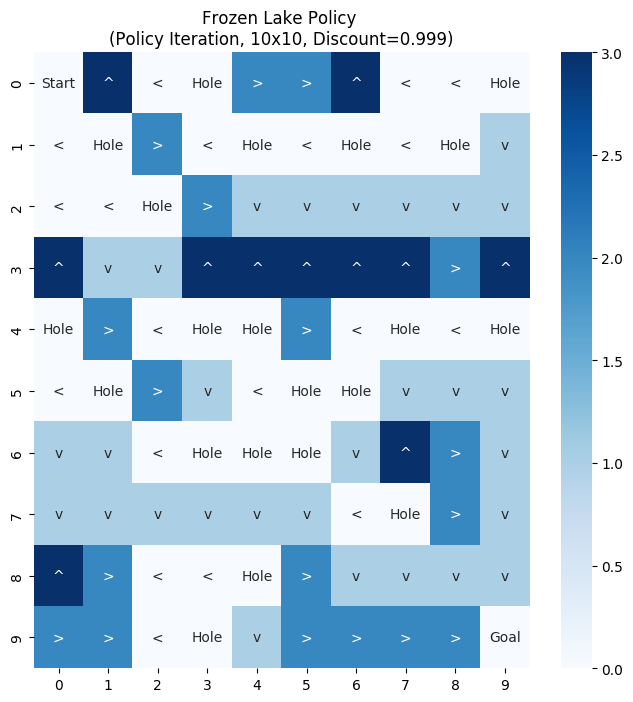 Frozen Lake Policy
(Policy Iteration, 10x10, Discount=0.999)
0 Start ^ < Hole > > ^ < < Hole
1 < Hole > < Hole < Hole < Hole v
2 < < Hole > v v v v v v
3 ^ v v ^ ^ ^ ^ ^ > ^
4 Hole > < Hole Hole > < Hole < Hole
5 < Hole > v < Hole Hole v v v
6 v v < Hole Hole Hole v ^ > v
7 v v v v v v < Hole > v
8 ^ > < < Hole > v v v v
9 > > < Hole v > > > > Goal
0 1 2 3 4 5 6 7 8 9
3.0
2.5
2.0
1.5
1.0
0.5
0.0